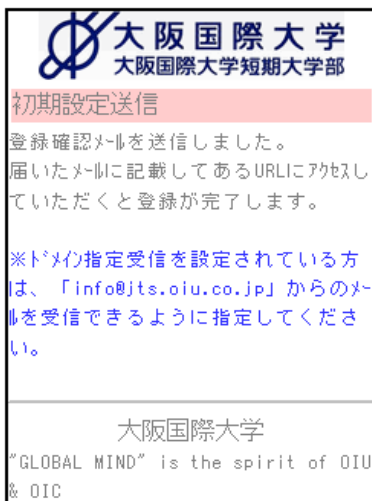 大阪国際大学
大阪国際大学短期大学部
初期設定送信
登録確認ﾒｰﾙを送信しました。
届いたﾒｰﾙに記載してあるURLにｱｸｾｽし
ていただくと登録が完了します。
※ﾄﾞﾒｲﾝ指定受信を設定されている方
は、「info@jts.oiu.co.jp」からのﾒｰ
ﾙを受信できるように指定してくださ
い。
大阪国際大学
"GLOBAL MIND" is the spirit of OIU
& OIC